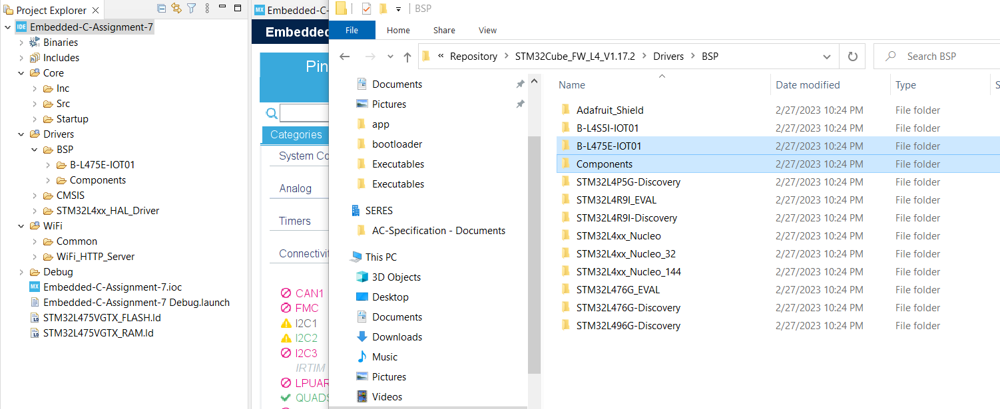 Project Explorer
Embedded-C-Assignment-7
Binaries
Includes
Core
Inc
Src
Startup
Drivers
BSP
B-L475E-IOT01
Components
CMSIS
STM32L4xx_HAL_Driver
WiFi
Common
WiFi_HTTP_Server
Debug
Embedded-C-Assignment-7.ioc
Embedded-C-Assignment-7 Debug.launch
STM32L475VGTX_FLASH.ld
STM32L475VGTX_RAM.ld
MX Embedded-C-
Embedded
Pin
Categories
System Co
Analog
Timers
Connectivi
CAN1
FMC
I2C1
I2C2
I2C3
IRTIM
LPUAR
QUADS
BSP
File Home Share View
« Repository > STM32Cube_FW_L4_V1.17.2 > Drivers > BSP
Search BSP
Documents
Pictures
app
bootloader
Executables
Executables
SERES
AC-Specification - Documents
This PC
3D Objects
Desktop
Documents
Downloads
Music
Pictures
Videos
Name Date modified Type S
Adafruit_Shield 2/27/2023 10:24 PM File folder
B-L4S5I-IOT01 2/27/2023 10:24 PM File folder
B-L475E-IOT01 2/27/2023 10:24 PM File folder
Components 2/27/2023 10:24 PM File folder
STM32L4P5G-Discovery 2/27/2023 10:24 PM File folder
STM32L4R9I_EVAL 2/27/2023 10:24 PM File folder
STM32L4R9I-Discovery 2/27/2023 10:24 PM File folder
STM32L4xx_Nucleo 2/27/2023 10:24 PM File folder
STM32L4xx_Nucleo_32 2/27/2023 10:24 PM File folder
STM32L4xx_Nucleo_144 2/27/2023 10:24 PM File folder
STM32L476G_EVAL 2/27/2023 10:24 PM File folder
STM32L476G-Discovery 2/27/2023 10:24 PM File folder
STM32L496G-Discovery 2/27/2023 10:24 PM File folder